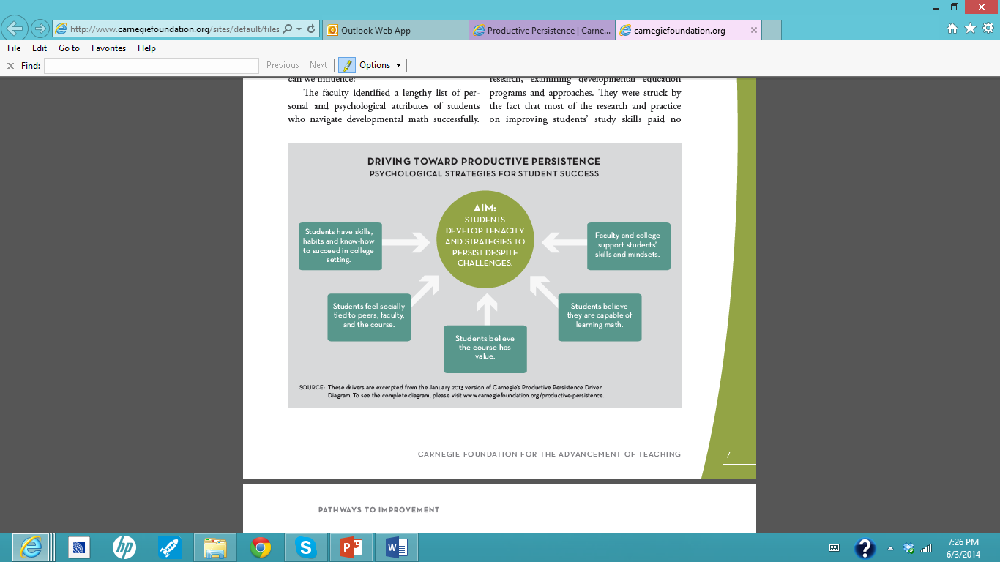 http://www.carnegiefoundation.org/sites/default/files
Outlook Web App
Productive Persistence | Carne...
carnegiefoundation.org
File Edit Go to Favorites Help
Find:
Previous Next Options
can we influence?
The faculty identified a lengthy list of per-
sonal and psychological attributes of students
who navigate developmental math successfully.
research, examining developmental education
programs and approaches. They were struck by
the fact that most of the research and practice
on improving students' study skills paid no
DRIVING TOWARD PRODUCTIVE PERSISTENCE
PSYCHOLOGICAL STRATEGIES FOR STUDENT SUCCESS
AIM:
STUDENTS
DEVELOP TENACITY
AND STRATEGIES TO
PERSIST DESPITE
CHALLENGES.
Students have skills,
habits and know-how
to succeed in college
setting.
Faculty and college
support students'
skills and mindsets.
Students feel socially
tied to peers, faculty,
and the course.
Students believe
they are capable of
learning math.
Students believe
the course has
value.
SOURCE: These drivers are excerpted from the January 2013 version of Carnegie's Productive Persistence Driver
Diagram. To see the complete diagram, please visit www.carnegiefoundation.org/productive-persistence.
CARNEGIE FOUNDATION FOR THE ADVANCEMENT OF TEACHING
7
PATHWAYS TO IMPROVEMENT
hp
7:26 PM
6/3/2014